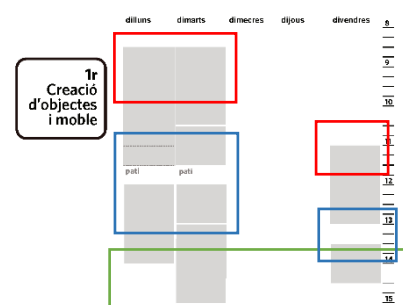 dilluns dimarts dimecres dijous divendres
8
9
1r
Creació
d'objectes
i moble
10
11
pati pati
12
13
14
15